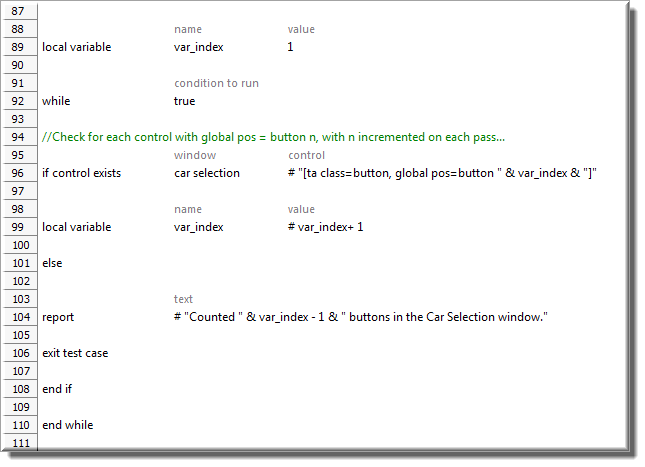 87
88 name value
89 local variable var_index 1
90
91 condition to run
92 while true
93
94 //Check for each control with global pos = button n, with n incremented on each pass...
95 window control
96 if control exists car selection # "[ta class=button, global pos=button " & var_index & "]"
97
98 name value
99 local variable var_index # var_index+ 1
100
101 else
102
103 text
104 report # "Counted " & var_index - 1 & " buttons in the Car Selection window."
105
106 exit test case
107
108 end if
109
110 end while
111